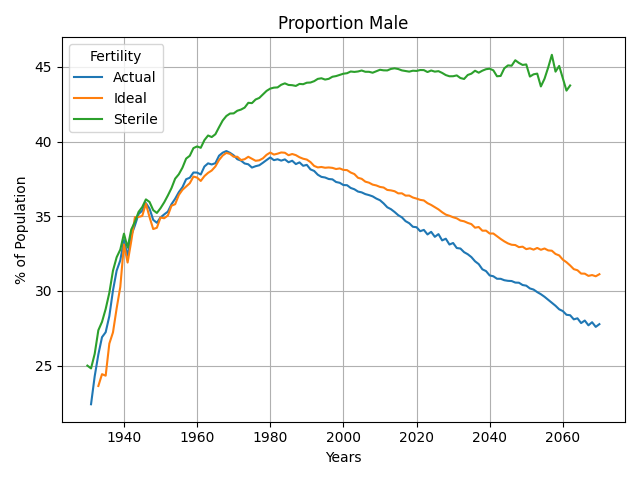 Proportion Male
Fertility
Actual
Ideal
Sterile
% of Population
45
40
35
30
25
1940 1960 1980 2000 2020 2040 2060
Years